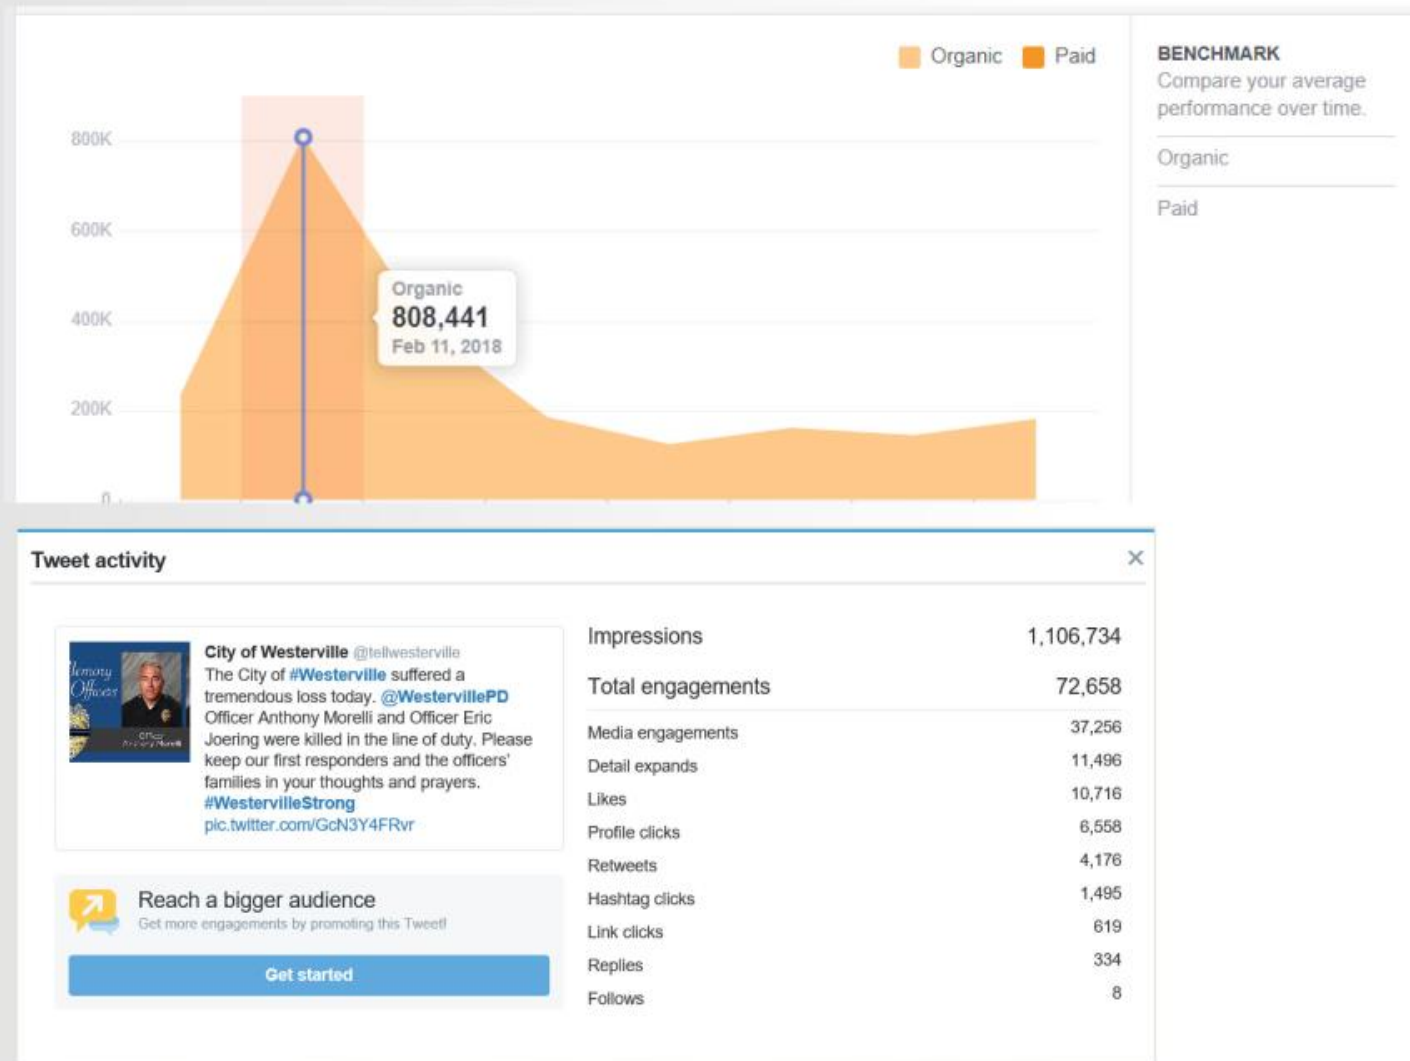 Organic
Paid
BENCHMARK
Compare your average
performance over time.
Organic
Paid
800K
600K
400K
200K
0
Organic
808,441
Feb 11, 2018
Tweet activity
City of Westerville @tellwesterville
The City of #Westerville suffered a
tremendous loss today. @WestervillePD
Officer Anthony Morelli and Officer Eric
Joering were killed in the line of duty. Please
keep our first responders and the officers'
families in your thoughts and prayers.
#WestervilleStrong
pic.twitter.com/GcN3Y4FRvr
Officer
Anthony Morelli
Reach a bigger audience
Get more engagements by promoting this Tweet!
Get started
Impressions 1,106,734
Total engagements 72,658
Media engagements 37,256
Detail expands 11,496
Likes 10,716
Profile clicks 6,558
Retweets 4,176
Hashtag clicks 1,495
Link clicks 619
Replies 334
Follows 8